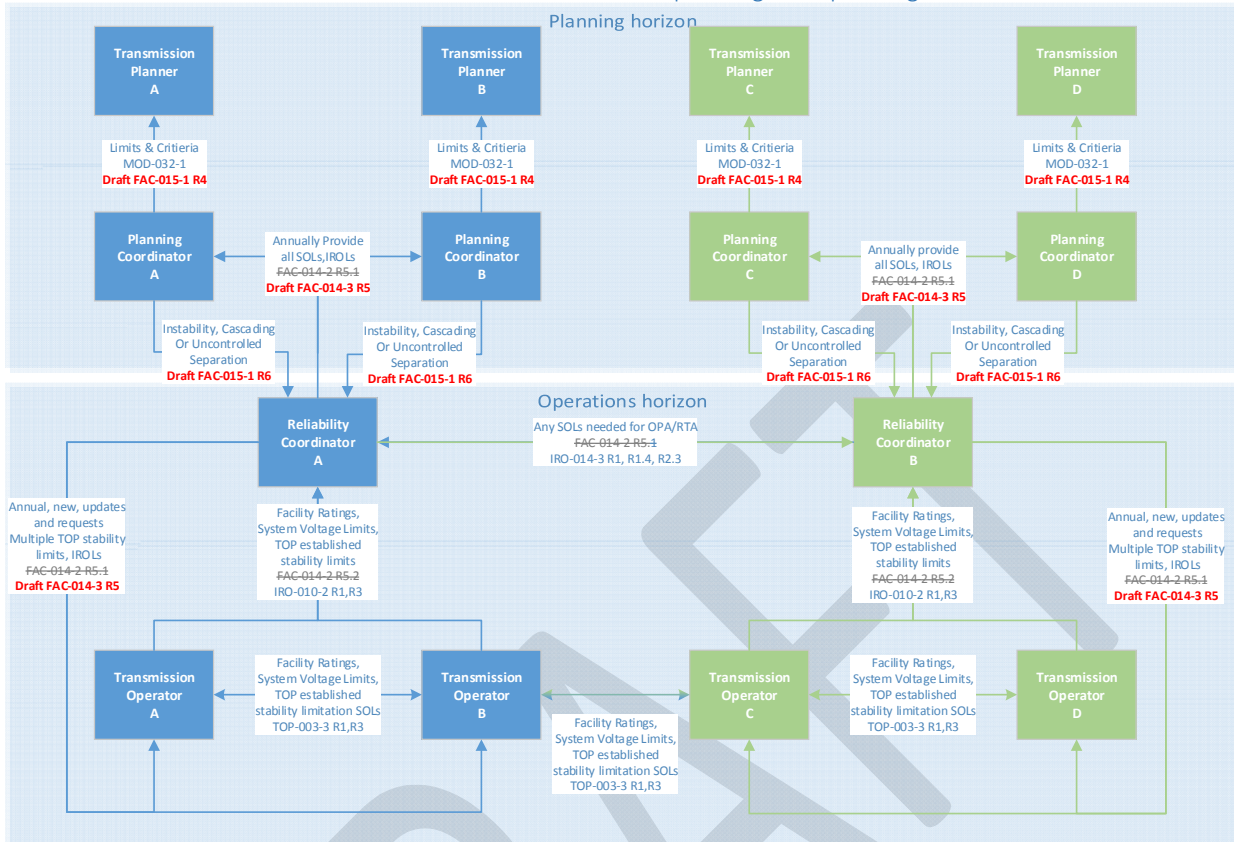 Planning horizon
Transmission
Planner
A
Transmission
Planner
B
Transmission
Planner
C
Transmission
Planner
D
Limits & Critieria
MOD-032-1
Draft FAC-015-1 R4
Limits & Critieria
MOD-032-1
Draft FAC-015-1 R4
Limits & Criteria
MOD-032-1
Draft FAC-015-1 R4
Limits & Criteria
MOD-032-1
Draft FAC-015-1 R4
Planning
Coordinator
A
Annually Provide
all SOLs,IROLs
FAC-014-2 R5.1
Draft FAC-014-3 R5
Planning
Coordinator
B
Planning
Coordinator
C
Annually provide
all SOLs, IROLs
FAC-014-2 R5.1
Draft FAC-014-3 R5
Planning
Coordinator
D
Instability, Cascading
Or Uncontrolled
Separation
Draft FAC-015-1 R6
Instability, Cascading
Or Uncontrolled
Separation
Draft FAC-015-1 R6
Instability, Cascading
Or Uncontrolled
Separation
Draft FAC-015-1 R6
Instability, Cascading
Or Uncontrolled
Separation
Draft FAC-015-1 R6
Operations horizon
Reliability
Coordinator
A
Any SOLs needed for OPA/RTA
FAC-014-2 R5.1
IRO-014-3 R1, R1.4, R2.3
Reliability
Coordinator
B
Annual, new, updates
and requests
Multiple TOP stability
limits, IROLs
FAC-014-2 R5.1
Draft FAC-014-3 R5
Facility Ratings,
System Voltage Limits,
TOP established
stability limits
FAC-014-2 R5.2
IRO-010-2 R1,R3
Facility Ratings,
System Voltage Limits,
TOP established
stability limits
FAC-014-2 R5.2
IRO-010-2 R1,R3
Annual, new, updates
and requests
Multiple TOP stability
limits, IROLs
FAC-014-2 R5.1
Draft FAC-014-3 R5
Transmission
Operator
A
Facility Ratings,
System Voltage Limits,
TOP established
stability limitation SOLs
TOP-003-3 R1,R3
Transmission
Operator
B
Facility Ratings,
System Voltage Limits,
TOP established
stability limitation SOLs
TOP-003-3 R1,R3
Transmission
Operator
C
Facility Ratings,
System Voltage Limits,
TOP established
stability limitation SOLs
TOP-003-3 R1,R3
Transmission
Operator
D
DRAFT